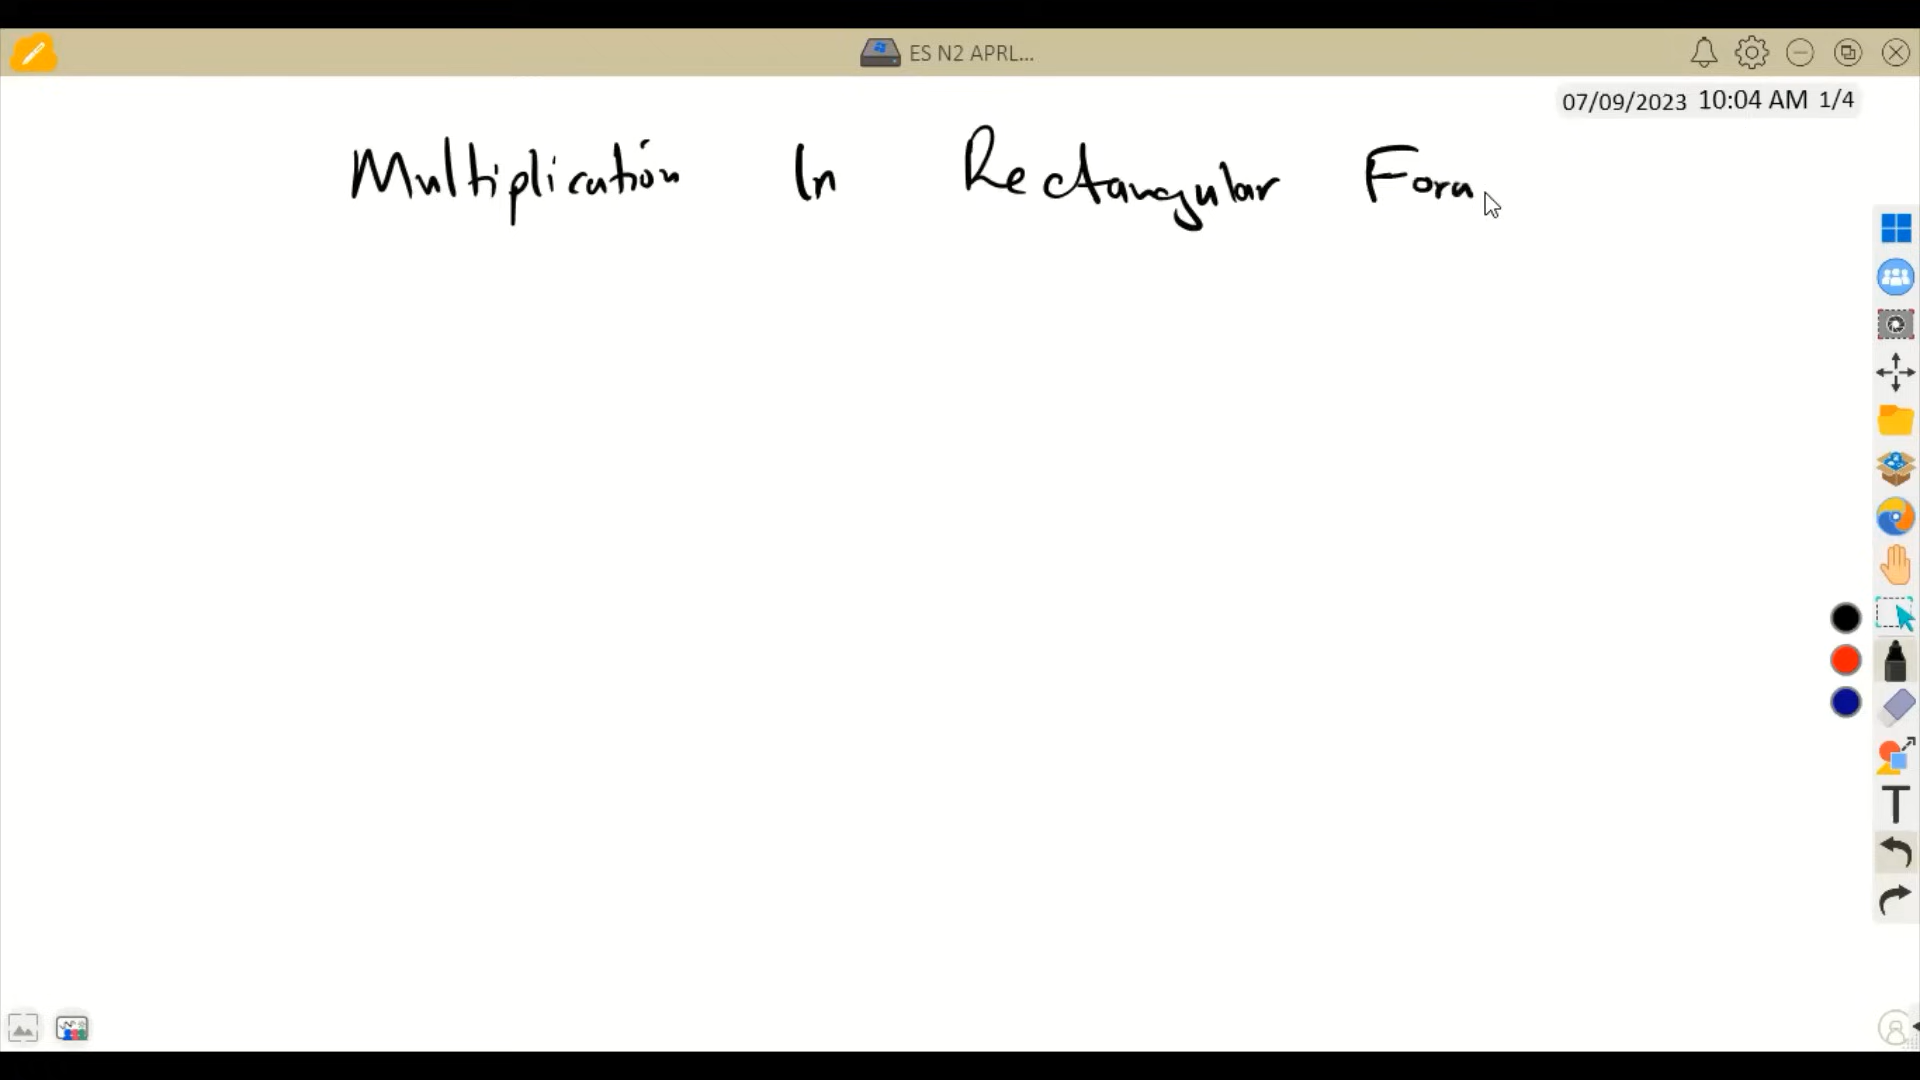 ES N2 APRL...
07/09/2023 10:04 AM 1/4
Multiplication In Rectangular Form
T